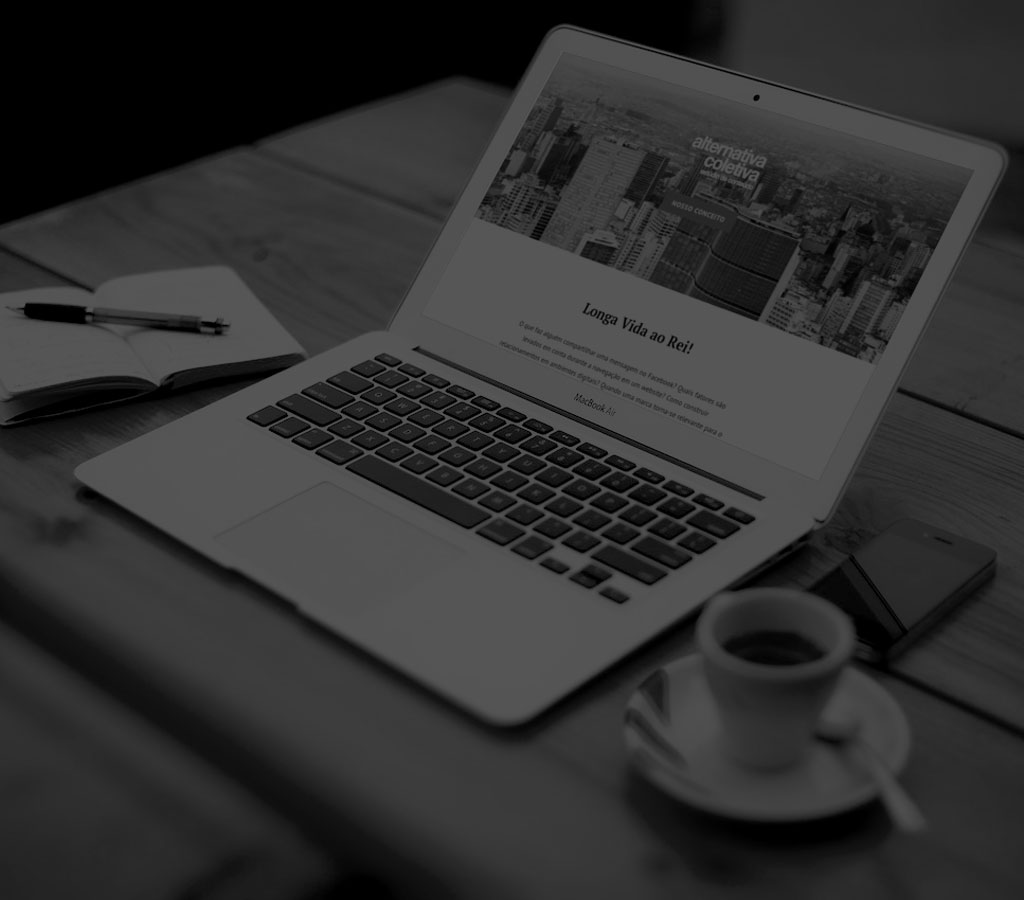 alternativa
coletiva
NOSSO CONCEITO
Longa Vida ao Rei!
O que faz alguém compartilhar uma mensagem no Facebook? Quais fatores são
levados em conta durante a navegação em um website? Como construir
relacionamentos em ambientes digitais? Quando uma marca torna-se relevante para o
MacBook Air